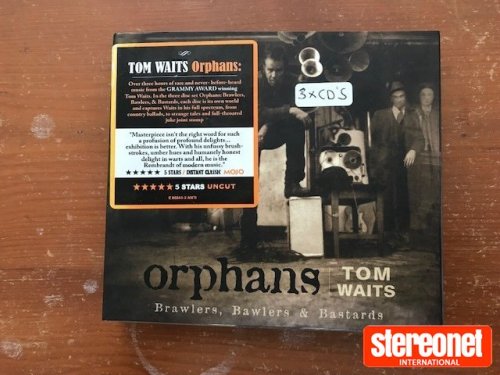 TOM WAITS Orphans:
Over three hours of rare and never- before-heard
music from the GRAMMY AWARD winning
Tom Waits. In the three disc set Orphans: Brawlers,
Bawlers, & Bastards, each disc is its own world
and captures Waits in his full spectrum, from
country ballads, to strange tales and full-throated
juke joint stomp
"Masterpiece isn't the right word for such
a profusion of profound delights...
exhibition is better. With his unfussy brush-
strokes, umber hues and humanely honest
delight in warts and all, he is the
Rembrandt of modern music."
★★★★★ 5 STARS / INSTANT CLASSIC MOJO
★★★★★ 5 STARS UNCUT
3xCD'S
orphans
TOM
WAITS
Brawlers, Bawlers & Bastards
stereonet
INTERNATIONAL